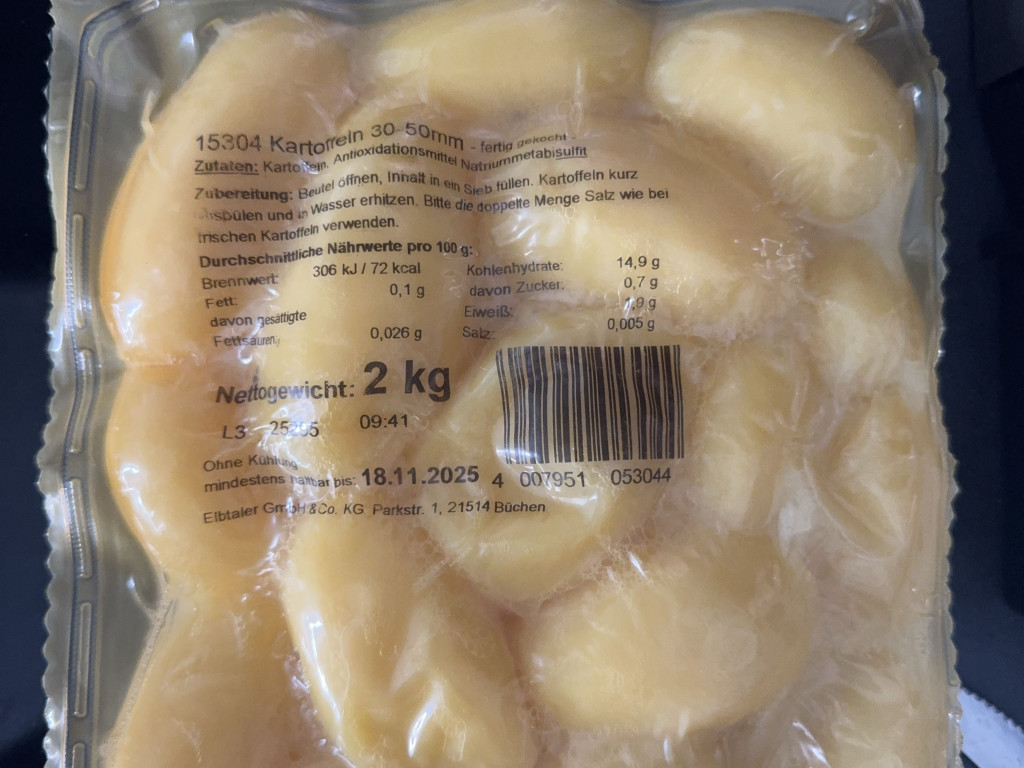 15304 Kartoffeln 30-50mm - fertig gekocht -
Zutaten: Kartoffeln, Antioxidationsmittel Natriummetabisulfit
Zubereitung: Beutel öffnen, Inhalt in ein Sieb füllen. Kartoffeln kurz
abspülen und in Wasser erhitzen. Bitte die doppelte Menge Salz wie bei
frischen Kartoffeln verwenden.
Durchschnittliche Nährwerte pro 100 g:
Brennwert: 306 kJ / 72 kcal Kohlenhydrate: 14,9 g
Fett: 0,1 g davon Zucker: 0,7 g
davon gesättigte Eiweiß: 1,9 g
Fettsäuren: 0,026 g Salz: 0,005 g
Nettogewicht: 2 kg
L3 09:41
Ohne Kühlung
mindestens haltbar bis: 18.11.2025
4 007951 053044
Elbtaler GmbH & Co. KG Parkstr. 1, 21514 Büchen